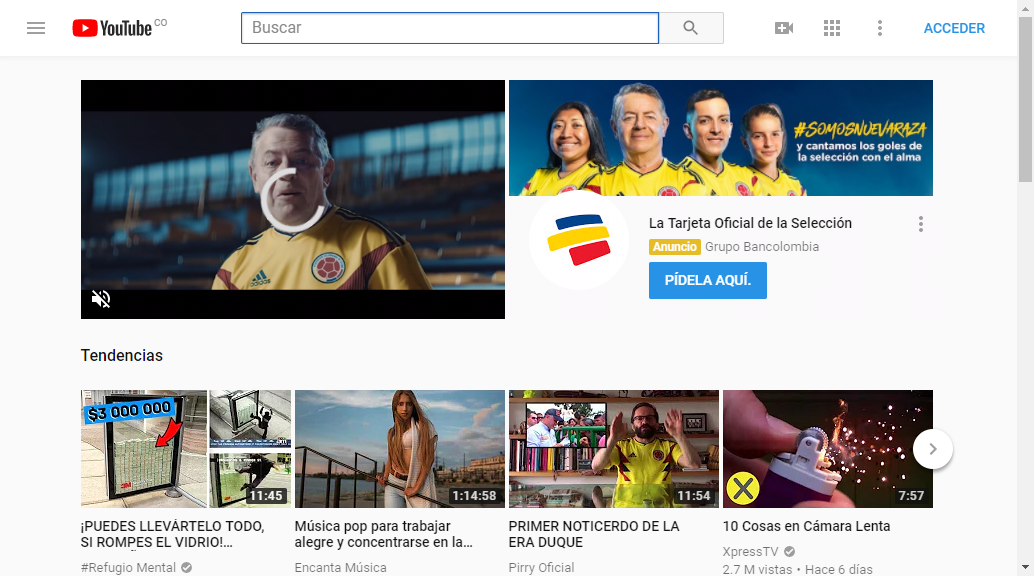 YouTube CO
Buscar
ACCEDER
#SOMOSNUEVARAZA
y cantamos los goles de
la selección con el alma
La Tarjeta Oficial de la Selección
Anuncio Grupo Bancolombia
PÍDELA AQUÍ.
Tendencias
$3 000 000
3M
11:45
1:14:58
11:54
7:57
¡PUEDES LLEVÁRTELO TODO,
SI ROMPES EL VIDRIO!…
#Refugio Mental
Música pop para trabajar
alegre y concentrarse en la…
Encanta Música
PRIMER NOTICERDO DE LA
ERA DUQUE
Pirry Oficial
10 Cosas en Cámara Lenta
XpressTV
2.7 M vistas • Hace 6 días